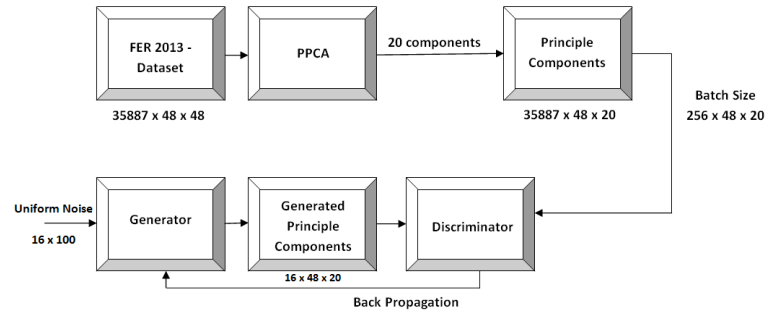 FER 2013 -
Dataset
PPCA
20 components
Principle
Components
35887 x 48 x 48
35887 x 48 x 20
Batch Size
256 x 48 x 20
Uniform Noise
16 x 100
Generator
Generated
Principle
Components
16 x 48 x 20
Discriminator
Back Propagation